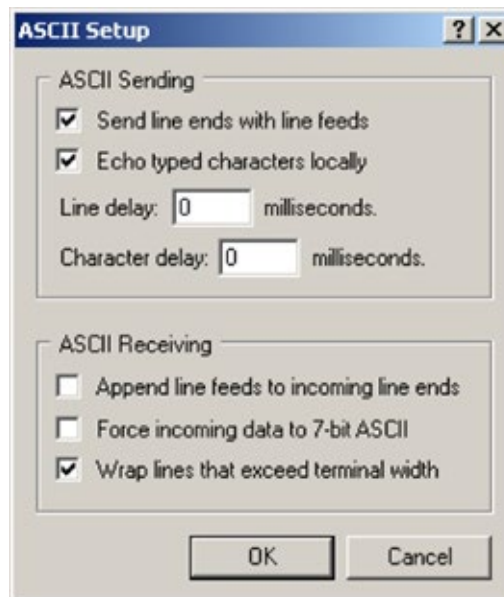 ASCII Setup
ASCII Sending
Send line ends with line feeds
Echo typed characters locally
Line delay: 0 milliseconds.
Character delay: 0 milliseconds.
ASCII Receiving
Append line feeds to incoming line ends
Force incoming data to 7-bit ASCII
Wrap lines that exceed terminal width
OK Cancel